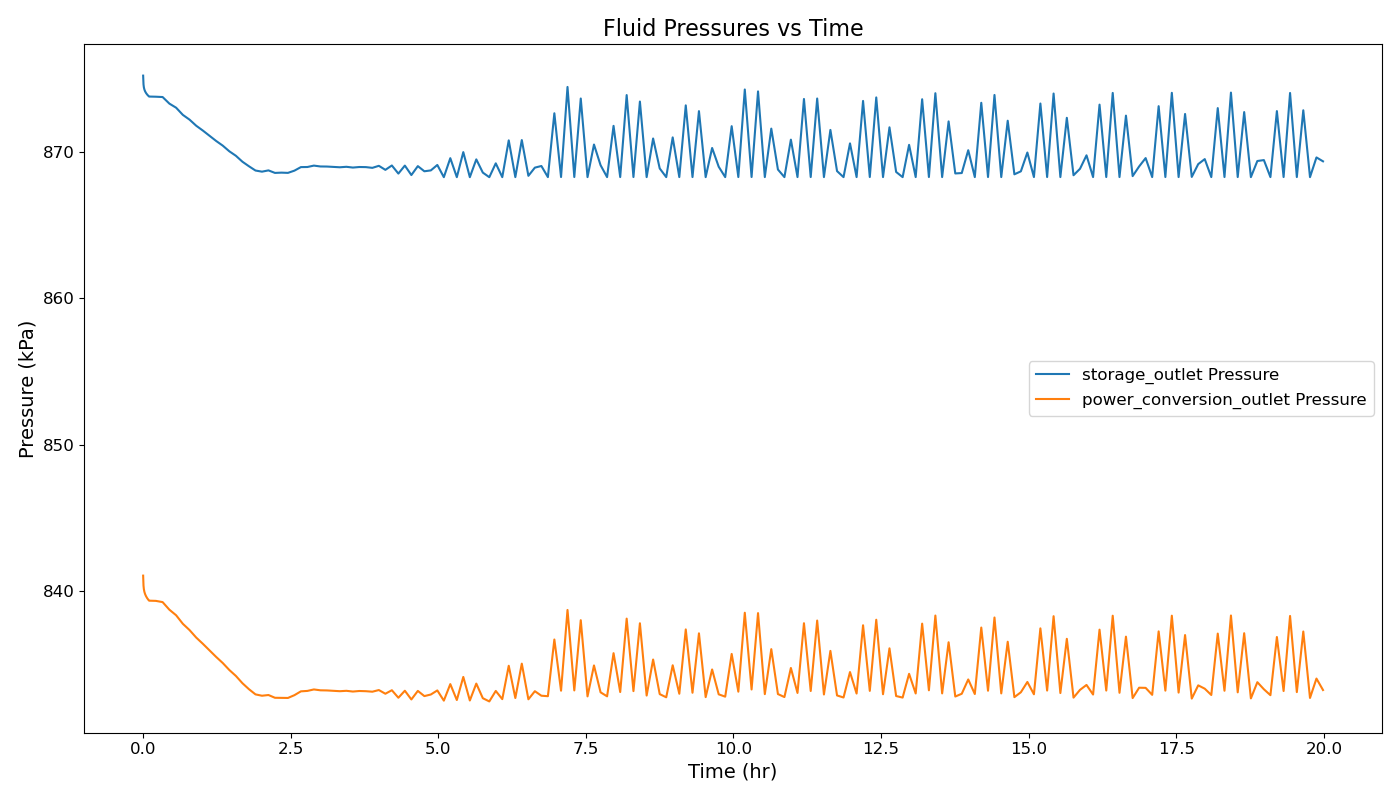 Fluid Pressures vs Time
Pressure (kPa)
870
860
850
840
storage_outlet Pressure
power_conversion_outlet Pressure
0.0 2.5 5.0 7.5 10.0 12.5 15.0 17.5 20.0
Time (hr)